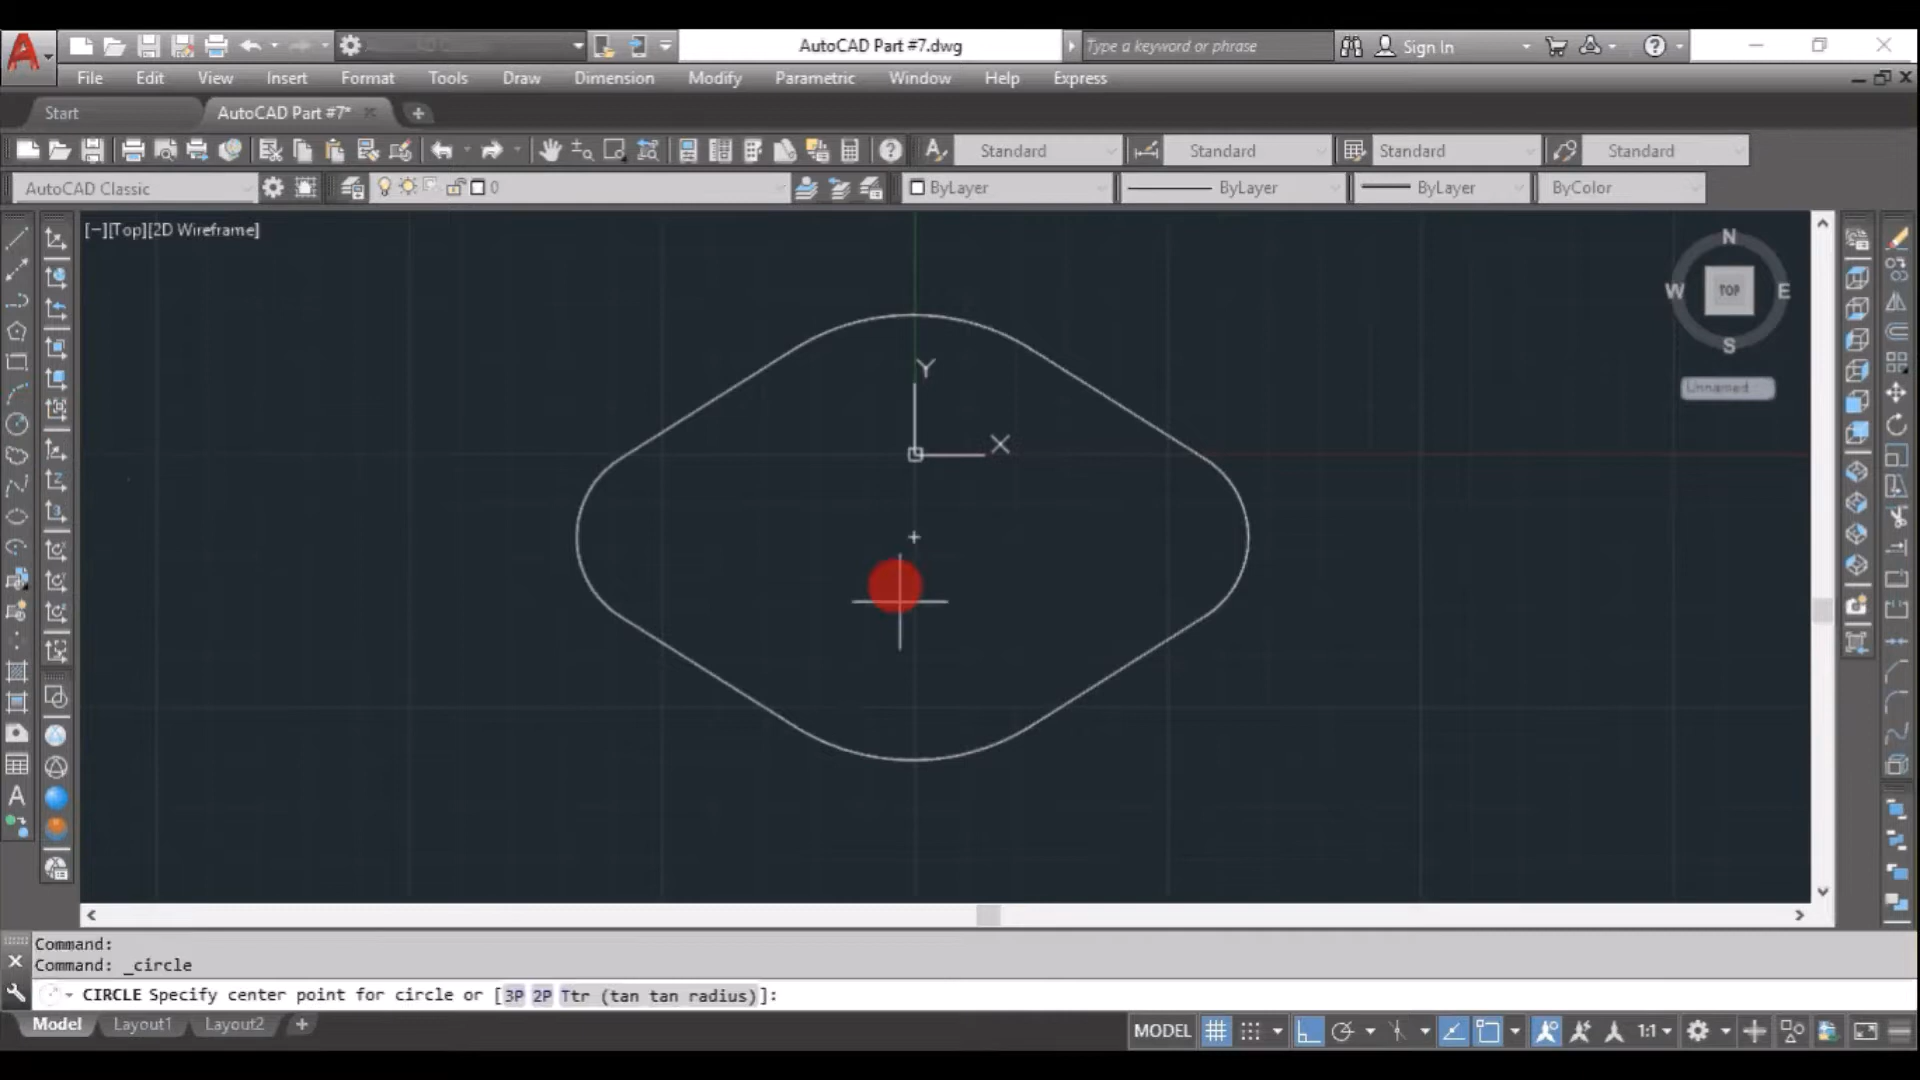 AutoCAD Part #7.dwg
Type a keyword or phrase
Sign In
File Edit View Insert Format Tools Draw Dimension Modify Parametric Window Help Express
Start
AutoCAD Part #7*
Standard Standard Standard Standard
AutoCAD Classic
0
ByLayer ByLayer ByLayer ByColor
[−][Top][2D Wireframe]
N
W TOP E
S
Unnamed
Y
X
Command:
Command: _circle
CIRCLE Specify center point for circle or [3P 2P Ttr (tan tan radius)]:
Model Layout1 Layout2
MODEL
1:1